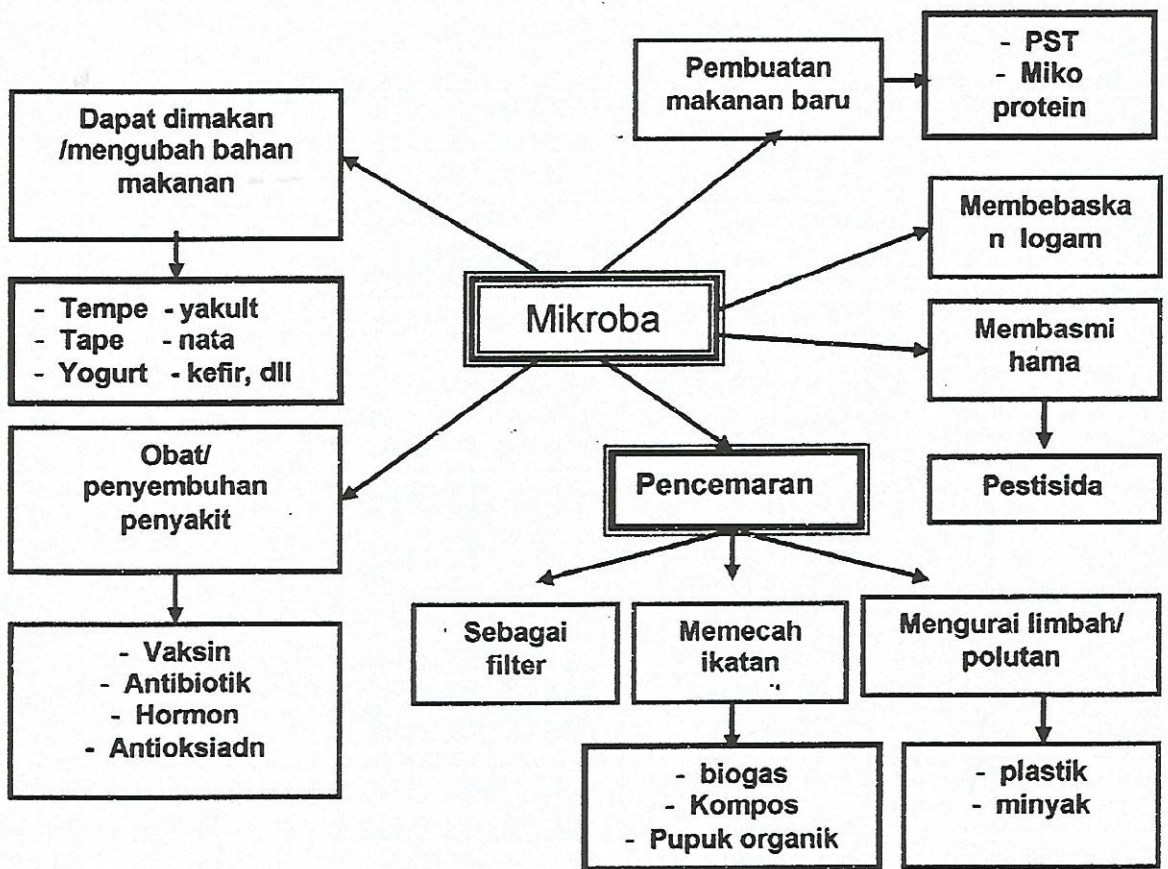 Pembuatan
makanan baru
- PST
- Miko
protein
Dapat dimakan
/mengubah bahan
makanan
Membebaska
n logam
Mikroba
- Tempe - yakult
- Tape - nata
- Yogurt - kefir, dll
Membasmi
hama
Obat/
penyembuhan
penyakit
Pencemaran
Pestisida
Sebagai
filter
Memecah
ikatan
Mengurai limbah/
polutan
- Vaksin
- Antibiotik
- Hormon
- Antioksiadn
- biogas
- Kompos
- Pupuk organik
- plastik
- minyak